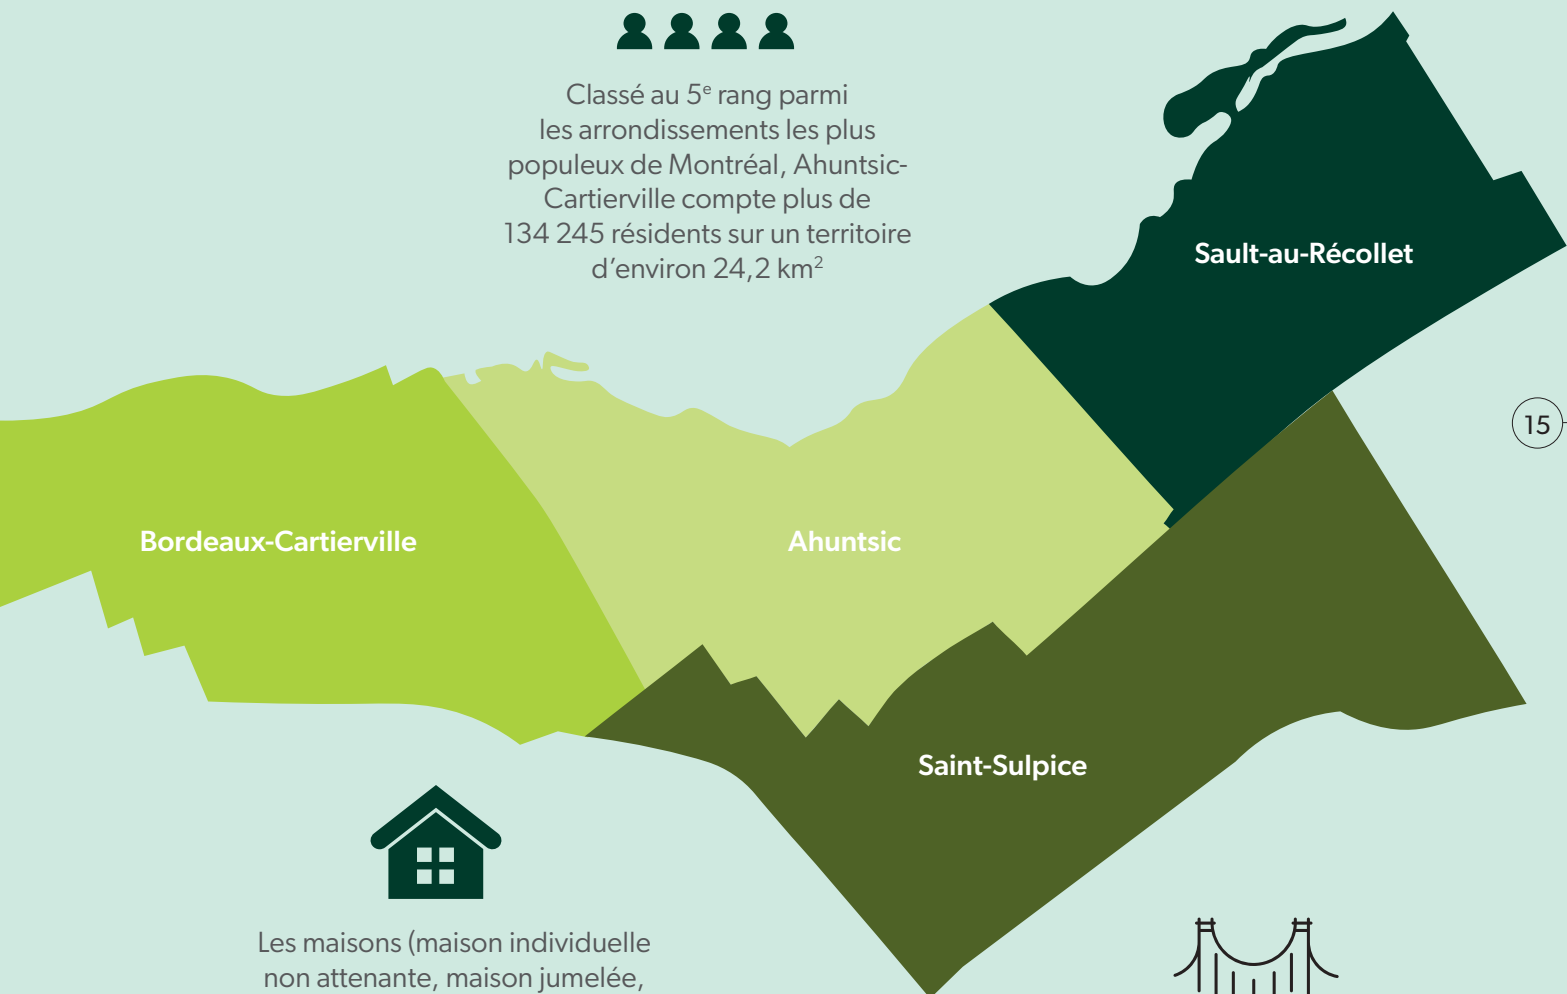 Classé au 5e rang parmi
les arrondissements les plus
populeux de Montréal, Ahuntsic-
Cartierville compte plus de
134 245 résidents sur un territoire
d’environ 24,2 km²
Sault-au-Récollet
15
Bordeaux-Cartierville
Ahuntsic
Saint-Sulpice
Les maisons (maison individuelle
non attenante, maison jumelée,